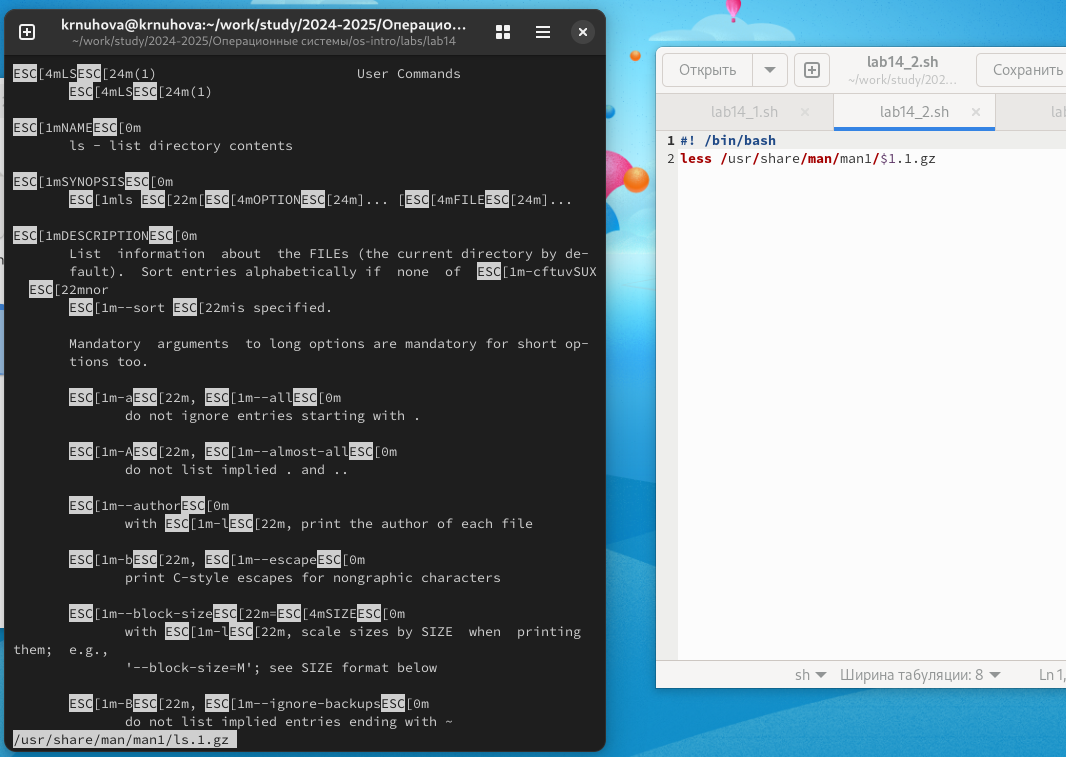 krnuhova@krnuhova:~/work/study/2024-2025/Операцио...
~/work/study/2024-2025/Операционные системы/os-intro/labs/lab14
ESC[4mLSESC[24m(1) User Commands
ESC[4mLSESC[24m(1)
ESC[1mNAMEESC[0m
ls - list directory contents
ESC[1mSYNOPSISESC[0m
ESC[1mls ESC[22m[ESC[4mOPTIONESC[24m]... [ESC[4mFILEESC[24m]...
ESC[1mDESCRIPTIONESC[0m
List information about the FILEs (the current directory by de-
fault). Sort entries alphabetically if none of ESC[1m-cftuvSUX
ESC[22mnor
ESC[1m--sort ESC[22mis specified.
Mandatory arguments to long options are mandatory for short op-
tions too.
ESC[1m-aESC[22m, ESC[1m--allESC[0m
do not ignore entries starting with .
ESC[1m-AESC[22m, ESC[1m--almost-allESC[0m
do not list implied . and ..
ESC[1m--authorESC[0m
with ESC[1m-lESC[22m, print the author of each file
ESC[1m-bESC[22m, ESC[1m--escapeESC[0m
print C-style escapes for nongraphic characters
ESC[1m--block-sizeESC[22m=ESC[4mSIZEESC[0m
with ESC[1m-lESC[22m, scale sizes by SIZE when printing
them; e.g.,
'--block-size=M'; see SIZE format below
ESC[1m-BESC[22m, ESC[1m--ignore-backupsESC[0m
do not list implied entries ending with ~
/usr/share/man/man1/ls.1.gz
Открыть lab14_2.sh Сохранить
~/work/study/202...
lab14_1.sh lab14_2.sh
1 #! /bin/bash
2 less /usr/share/man/man1/$1.1.gz
sh Ширина табуляции: 8 Ln 1,